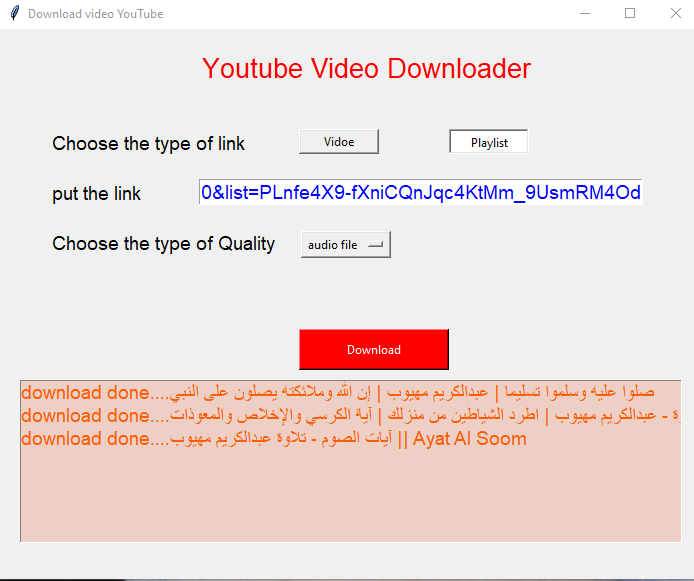 Download video YouTube
Youtube Video Downloader
Choose the type of link
Vidoe
Playlist
put the link
0&list=PLnfe4X9-fXniCQnJqc4KtMm_9UsmRM4Od
Choose the type of Quality
audio file
Download
download done....صلوا عليه وسلموا تسليما | عبدالكريم مهيوب | إن الله وملائكته يصلون على النبي
download done....وة - عبدالكريم مهيوب | اطرد الشياطين من منزلك | آية الكرسي والإخلاص والمعوذات
download done....آيات الصوم - تلاوة عبدالكريم مهيوب || Ayat Al Soom